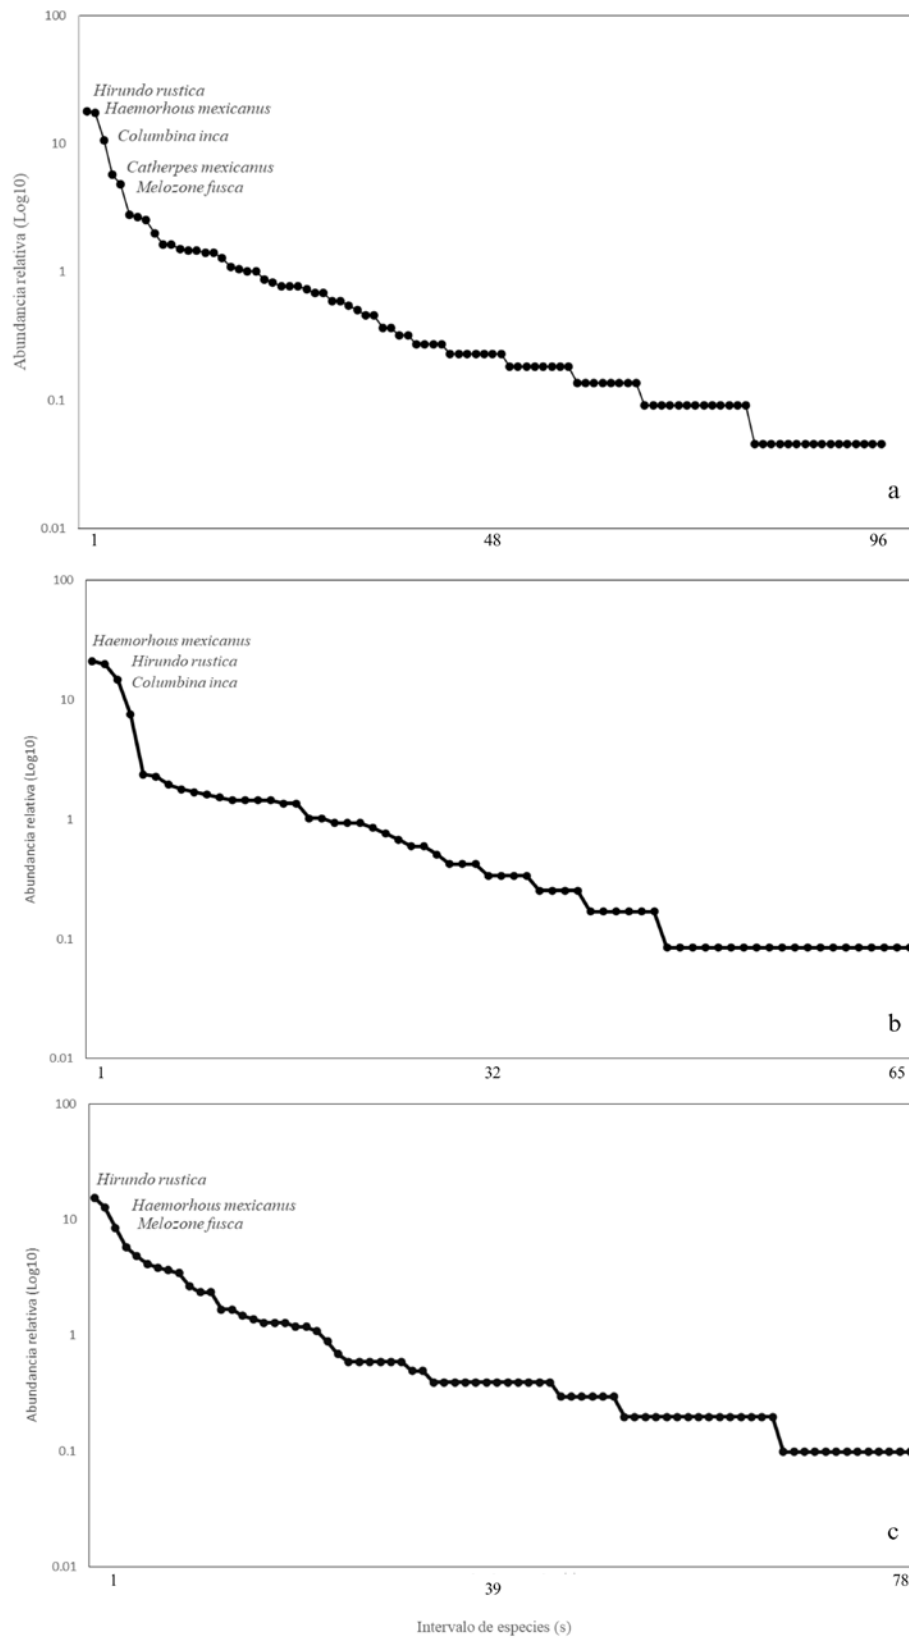 100
Hirundo rustica
Haemorhous mexicanus
10
Columbina inca
Catherpes mexicanus
Melozone fusca
Abundancia relativa (Log10)
1
0.1
a
0.01
1 48 96
100
Haemorhous mexicanus
Hirundo rustica
Columbina inca
10
Abundancia relativa (Log10)
1
0.1
b
0.01
1 32 65
100
Hirundo rustica
Haemorhous mexicanus
10
Melozone fusca
Abundancia relativa (Log10)
1
0.1
c
0.01
1 39 78
Intervalo de especies (s)